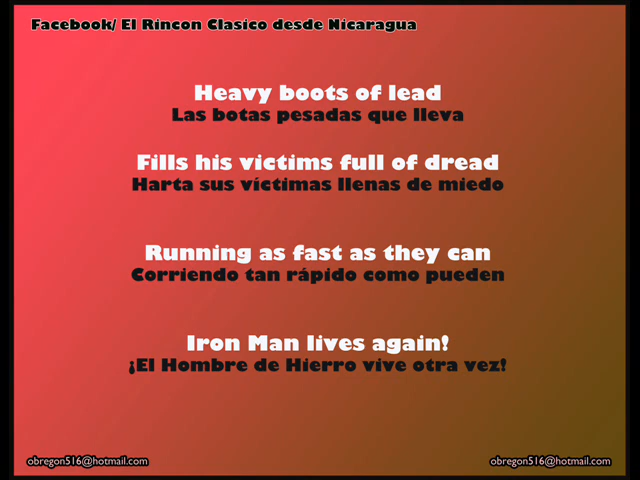 Facebook/ El Rincon Clasico desde Nicaragua
Heavy boots of lead
Las botas pesadas que lleva
Fills his victims full of dread
Harta sus víctimas llenas de miedo
Running as fast as they can
Corriendo tan rápido como pueden
Iron Man lives again!
¡El Hombre de Hierro vive otra vez!
obregon516@hotmail.com
obregon516@hotmail.com